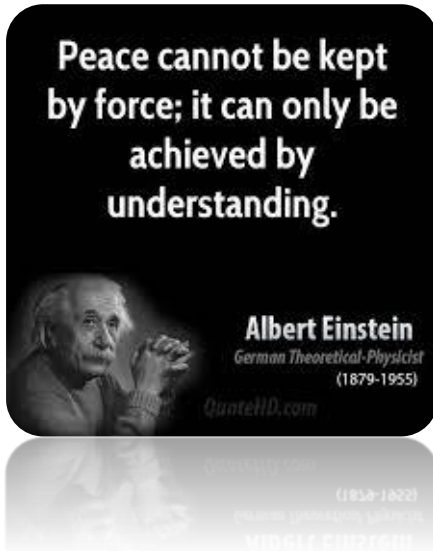 Peace cannot be kept
by force; it can only be
achieved by
understanding.
Albert Einstein
German Theoretical-Physicist
(1879-1955)
QuoteHD.com